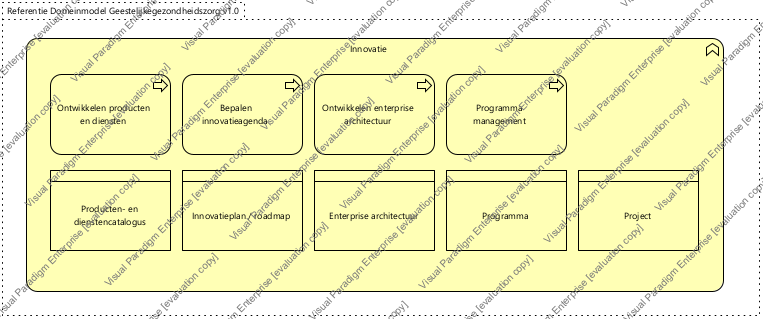 Referentie Domeinmodel Geestelijkegezondheidszorg v1.0
Innovatie
Ontwikkelen producten
en diensten
Bepalen
innovatieagenda
Ontwikkelen enterprise
architectuur
Programma
management
Producten- en
dienstencatalogus
Innovatieplan / roadmap
Enterprise architectuur
Programma
Project
Visual Paradigm Enterprise [evaluation copy]